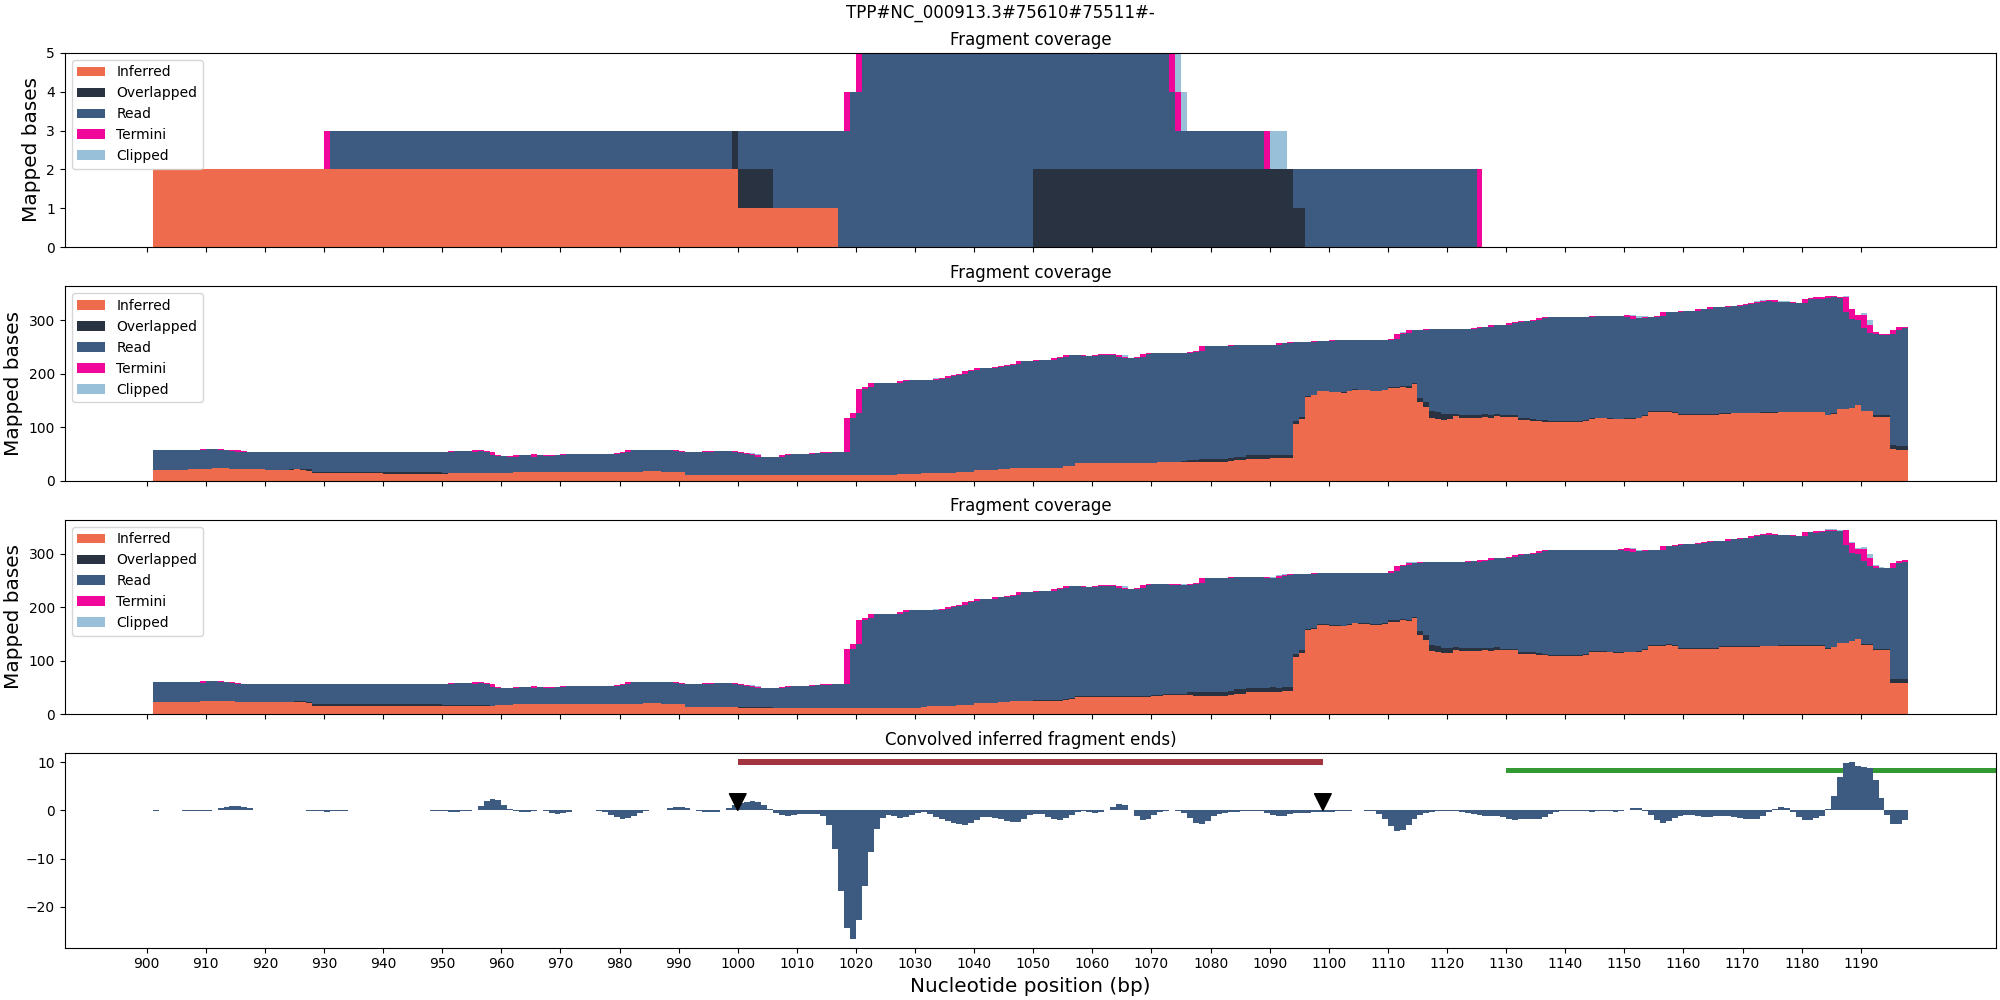 TPP#NC_000913.3#75610#75511#-
Fragment coverage
Mapped bases
5
4
3
2
1
0
Inferred
Overlapped
Read
Termini
Clipped
Fragment coverage
Mapped bases
300
200
100
0
Inferred
Overlapped
Read
Termini
Clipped
Fragment coverage
Mapped bases
300
200
100
0
Inferred
Overlapped
Read
Termini
Clipped
Convolved inferred fragment ends)
10
0
−10
−20
900 910 920 930 940 950 960 970 980 990 1000 1010 1020 1030 1040 1050 1060 1070 1080 1090 1100 1110 1120 1130 1140 1150 1160 1170 1180 1190
Nucleotide position (bp)